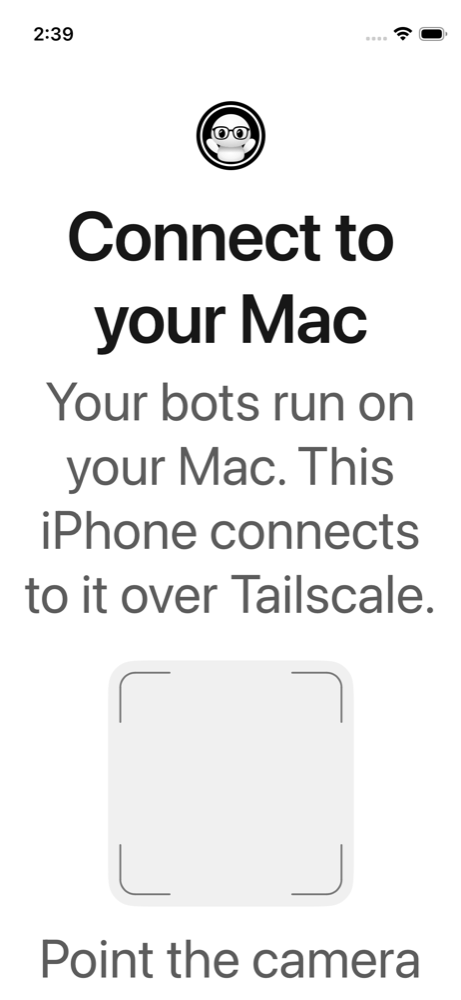 2:39
Connect to
your Mac
Your bots run on
your Mac. This
iPhone connects
to it over Tailscale.
Point the camera